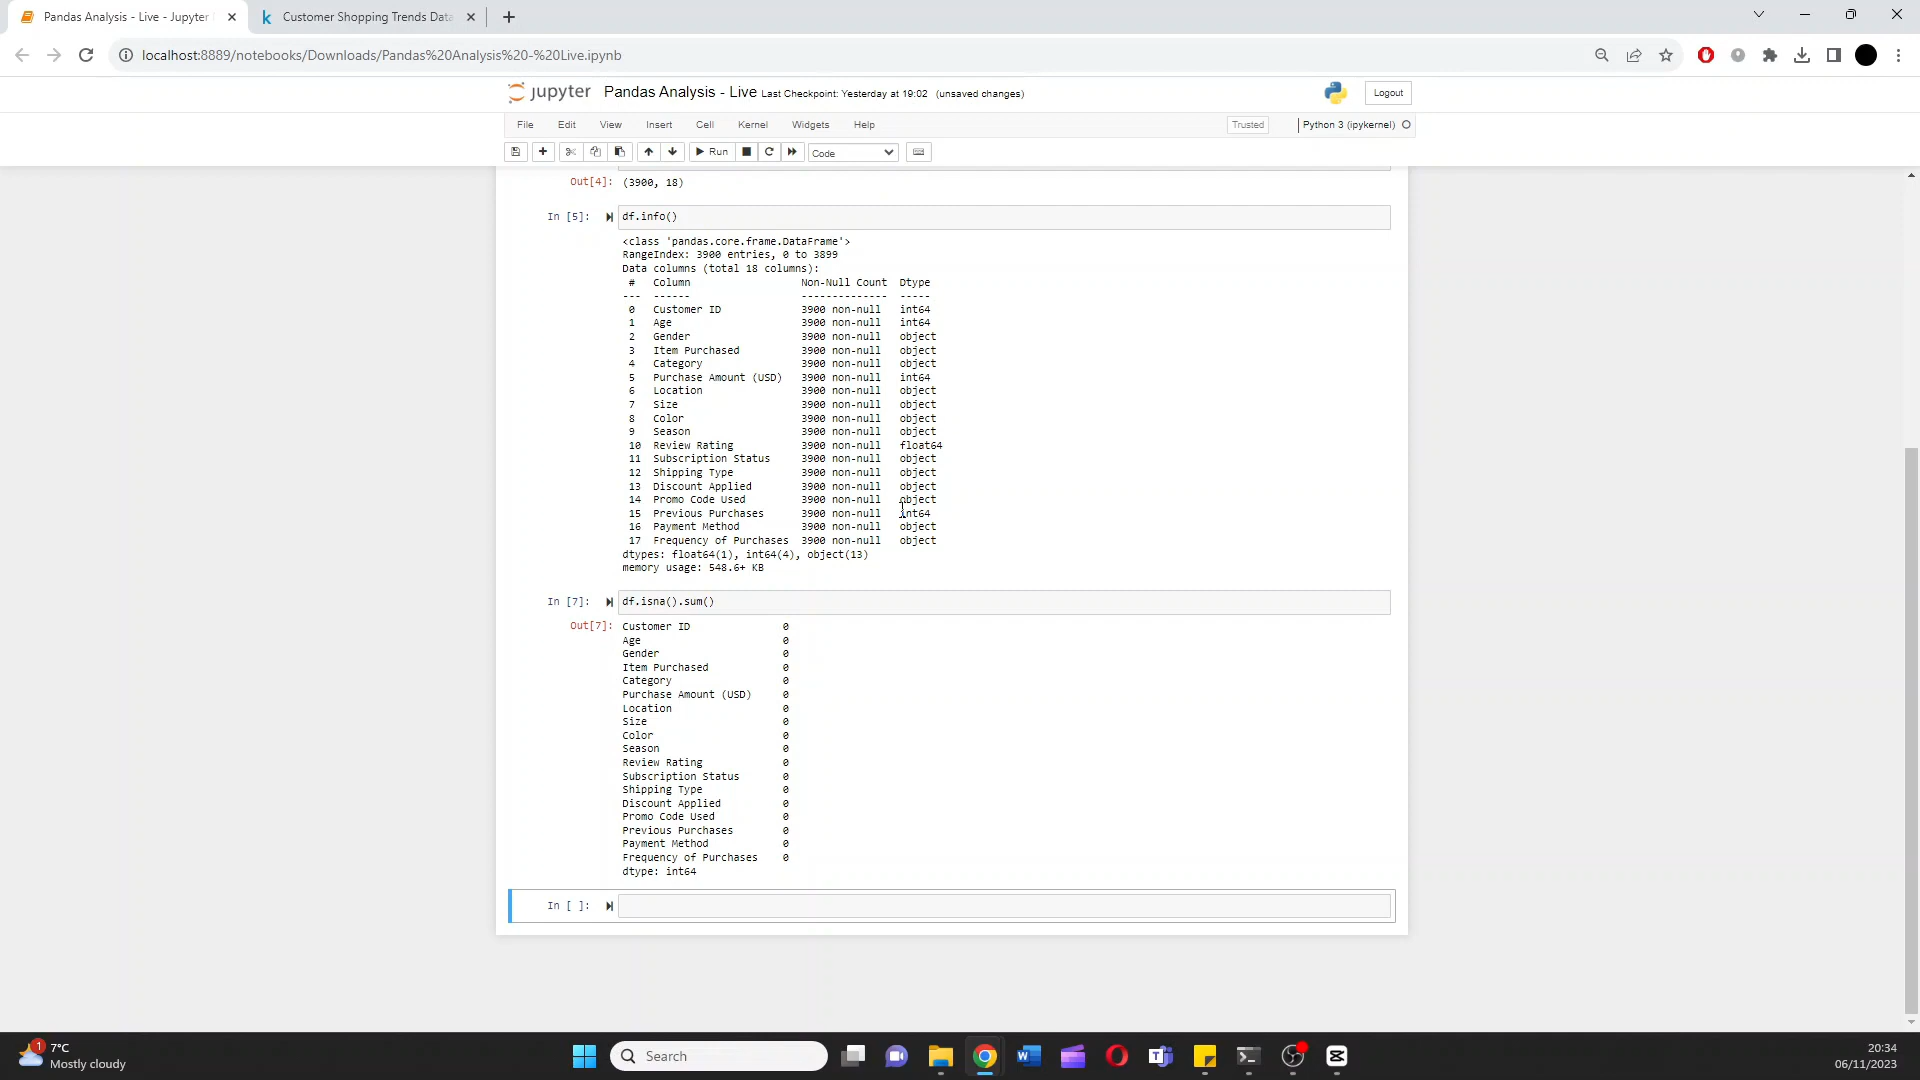 Pandas Analysis - Live - Jupyter
Customer Shopping Trends Data
localhost:8889/notebooks/Downloads/Pandas%20Analysis%20-%20Live.ipynb
jupyter Pandas Analysis - Live Last Checkpoint: Yesterday at 19:02 (unsaved changes)
Logout
File Edit View Insert Cell Kernel Widgets Help
Trusted
Python 3 (ipykernel)
Run
Code
Out[4]: (3900, 18)
In [5]: df.info()
<class 'pandas.core.frame.DataFrame'>
RangeIndex: 3900 entries, 0 to 3899
Data columns (total 18 columns):
# Column Non-Null Count Dtype
--- ------ -------------- -----
0 Customer ID 3900 non-null int64
1 Age 3900 non-null int64
2 Gender 3900 non-null object
3 Item Purchased 3900 non-null object
4 Category 3900 non-null object
5 Purchase Amount (USD) 3900 non-null int64
6 Location 3900 non-null object
7 Size 3900 non-null object
8 Color 3900 non-null object
9 Season 3900 non-null object
10 Review Rating 3900 non-null float64
11 Subscription Status 3900 non-null object
12 Shipping Type 3900 non-null object
13 Discount Applied 3900 non-null object
14 Promo Code Used 3900 non-null object
15 Previous Purchases 3900 non-null int64
16 Payment Method 3900 non-null object
17 Frequency of Purchases 3900 non-null object
dtypes: float64(1), int64(4), object(13)
memory usage: 548.6+ KB
In [7]: df.isna().sum()
Out[7]: Customer ID 0
Age 0
Gender 0
Item Purchased 0
Category 0
Purchase Amount (USD) 0
Location 0
Size 0
Color 0
Season 0
Review Rating 0
Subscription Status 0
Shipping Type 0
Discount Applied 0
Promo Code Used 0
Previous Purchases 0
Payment Method 0
Frequency of Purchases 0
dtype: int64
In [ ]:
1
7°C
Mostly cloudy
Search
20:34
06/11/2023